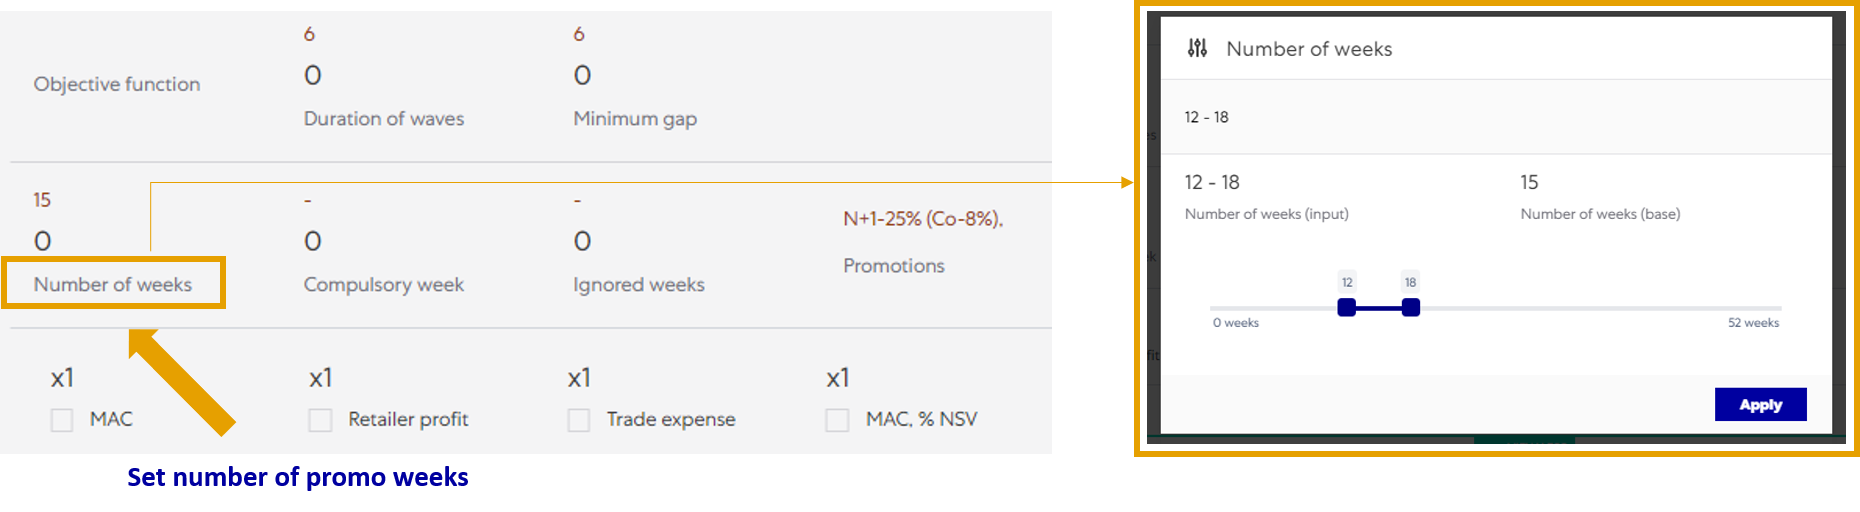 6
6
Objective function
0
0
Duration of waves
Minimum gap
15
-
-
N+1-25% (Co-8%),
0
0
0
Promotions
Number of weeks
Compulsory week
Ignored weeks
x1
x1
x1
x1
MAC
Retailer profit
Trade expense
MAC, % NSV
Set number of promo weeks
Number of weeks
12 - 18
12 - 18
15
Number of weeks (input)
Number of weeks (base)
12
18
0 weeks
52 weeks
Apply